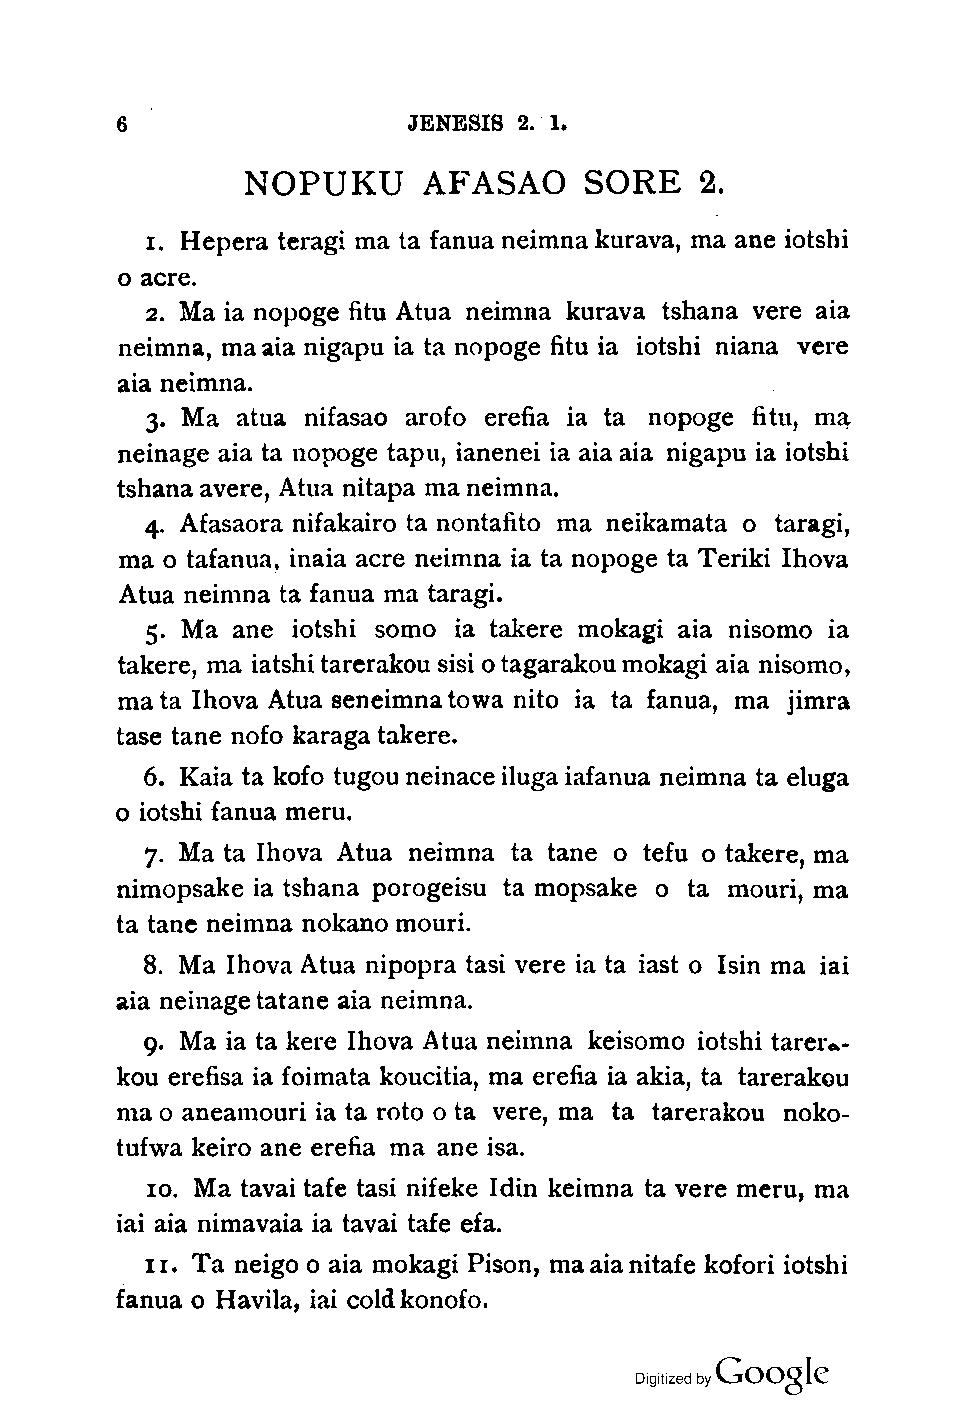 6 JENESIS 2. 1.
NOPUKU AFASAO SORE 2.
1. Hepera teragi ma ta fanua neimna kurava, ma ane iotshi
o acre.
2. Ma ia nopoge fitu Atua neimna kurava tshana vere aia
neimna, ma aia nigapu ia ta nopoge fitu ia iotshi niana vere
aia neimna.
3. Ma atua nifasao arofo erefia ia ta nopoge fitu, ma
neinage aia ta nopoge tapu, ianenei ia aia aia nigapu ia iotshi
tshana avere, Atua nitapa ma neimna.
4. Afasaora nifakairo ta nontafito ma neikamata o taragi,
ma o tafanua, inaia acre neimna ia ta nopoge ta Teriki Ihova
Atua neimna ta fanua ma taragi.
5. Ma ane iotshi somo ia takere mokagi aia nisomo ia
takere, ma iatshi tarerakou sisi o tagarakou mokagi aia nisomo,
ma ta Ihova Atua seneimna towa nito ia ta fanua, ma jimra
tase tane nofo karaga takere.
6. Kaia ta kofo tugou neinace iluga iafanua neimna ta eluga
o iotshi fanua meru.
7. Ma ta Ihova Atua neimna ta tane o tefu o takere, ma
nimopsake ia tshana porogeisu ta mopsake o ta mouri, ma
ta tane neimna nokano mouri.
8. Ma Ihova Atua nipopra tasi vere ia ta iast o Isin ma iai
aia neinage tatane aia neimna.
9. Ma ia ta kere Ihova Atua neimna keisomo iotshi tarera-
kou erefisa ia foimata koucitia, ma erefia ia akia, ta tarerakou
ma o aneamouri ia ta roto o ta vere, ma ta tarerakou noko-
tufwa keiro ane erefia ma ane isa.
10. Ma tavai tafe tasi nifeke Idin keimna ta vere meru, ma
iai aia nimavaia ia tavai tafe efa.
11. Ta neigo o aia mokagi Pison, ma aia nitafe kofori iotshi
fanua o Havila, iai cold konofo.
Digitized by Google